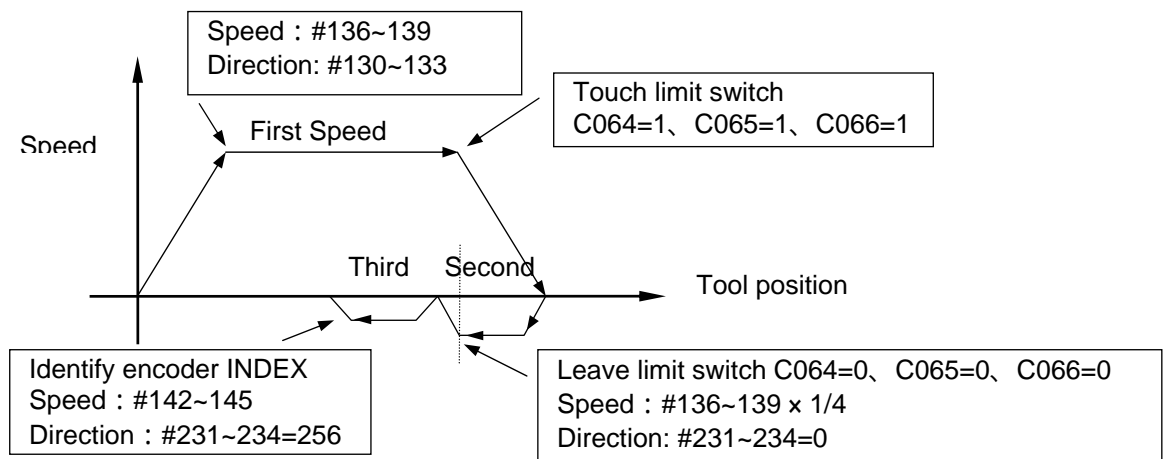 Speed：#136~139
Direction: #130~133
Touch limit switch
C064=1、C065=1、C066=1
First Speed
Speed
Third
Second
Tool position
Identify encoder INDEX
Speed：#142~145
Direction：#231~234=256
Leave limit switch C064=0、C065=0、C066=0
Speed：#136~139 x 1/4
Direction: #231~234=0